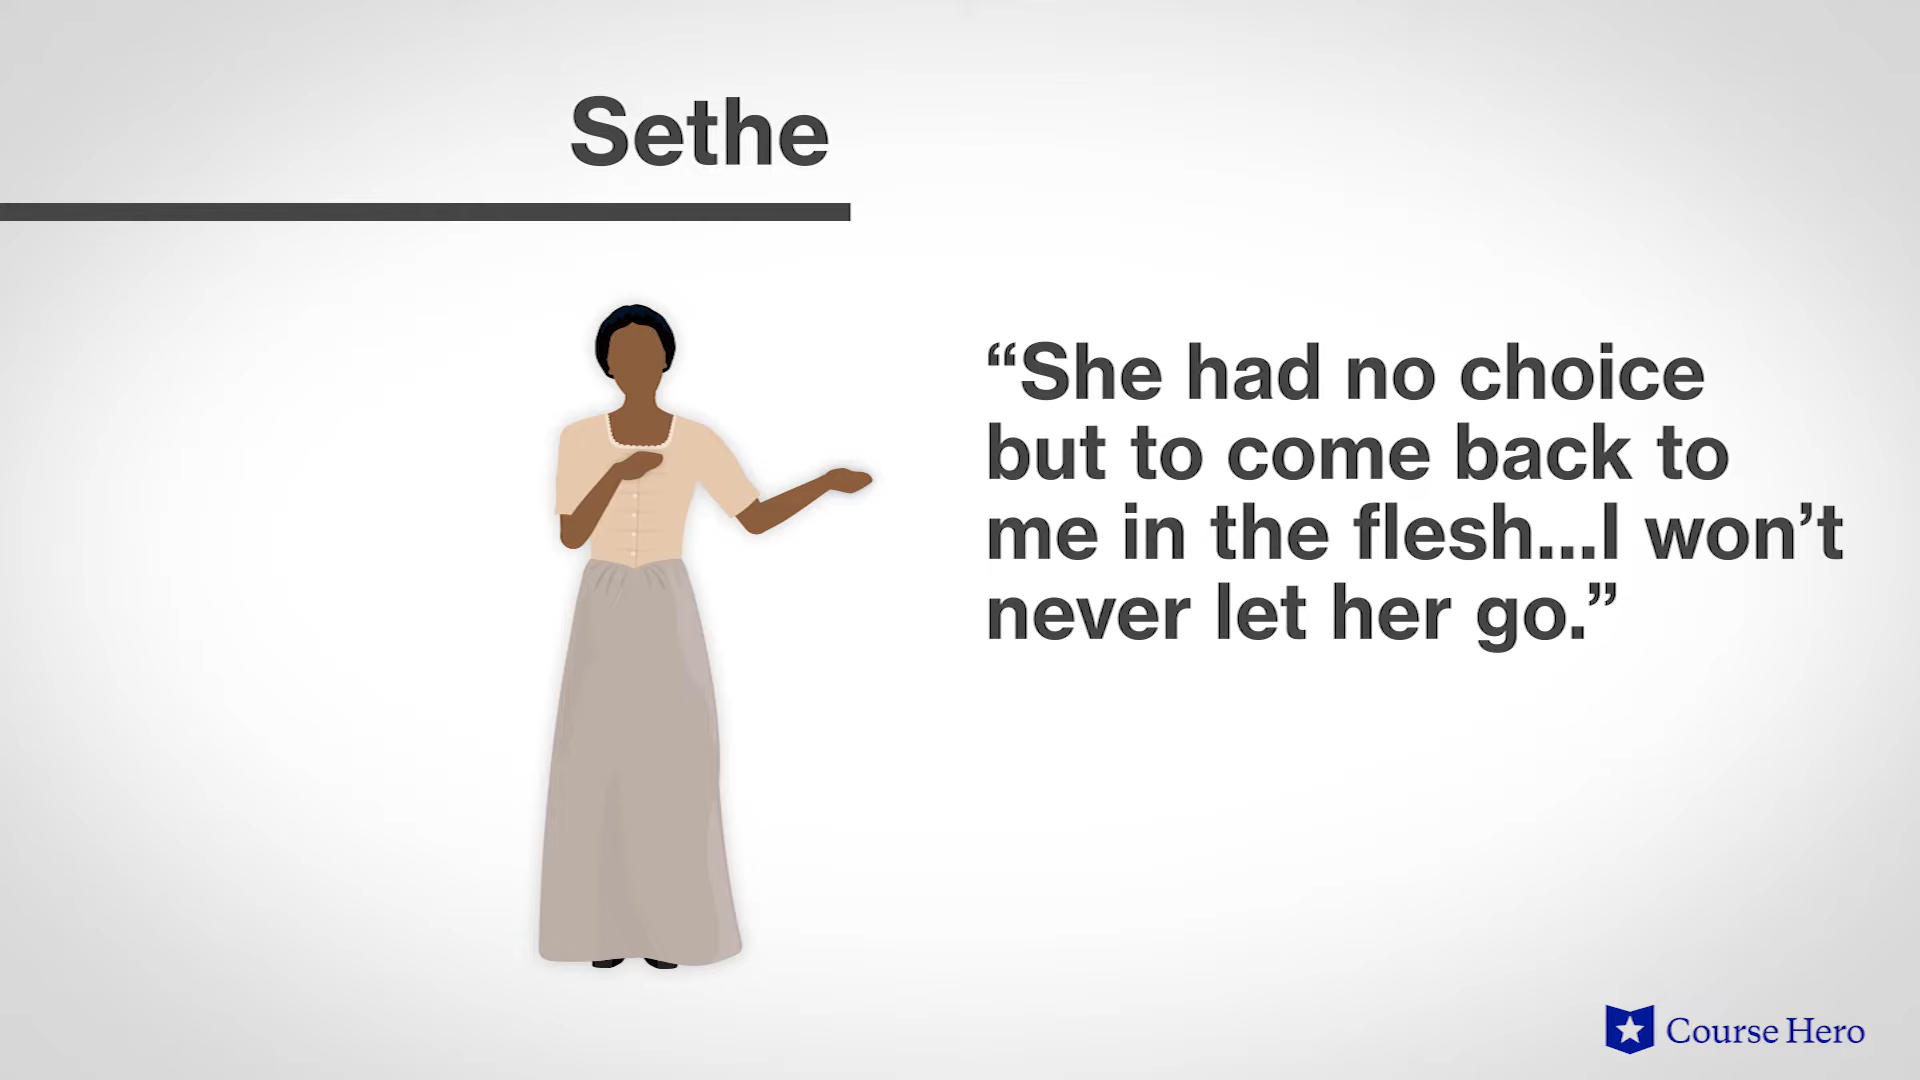 Sethe
“She had no choice
but to come back to
me in the flesh...I won’t
never let her go.”
Course Hero